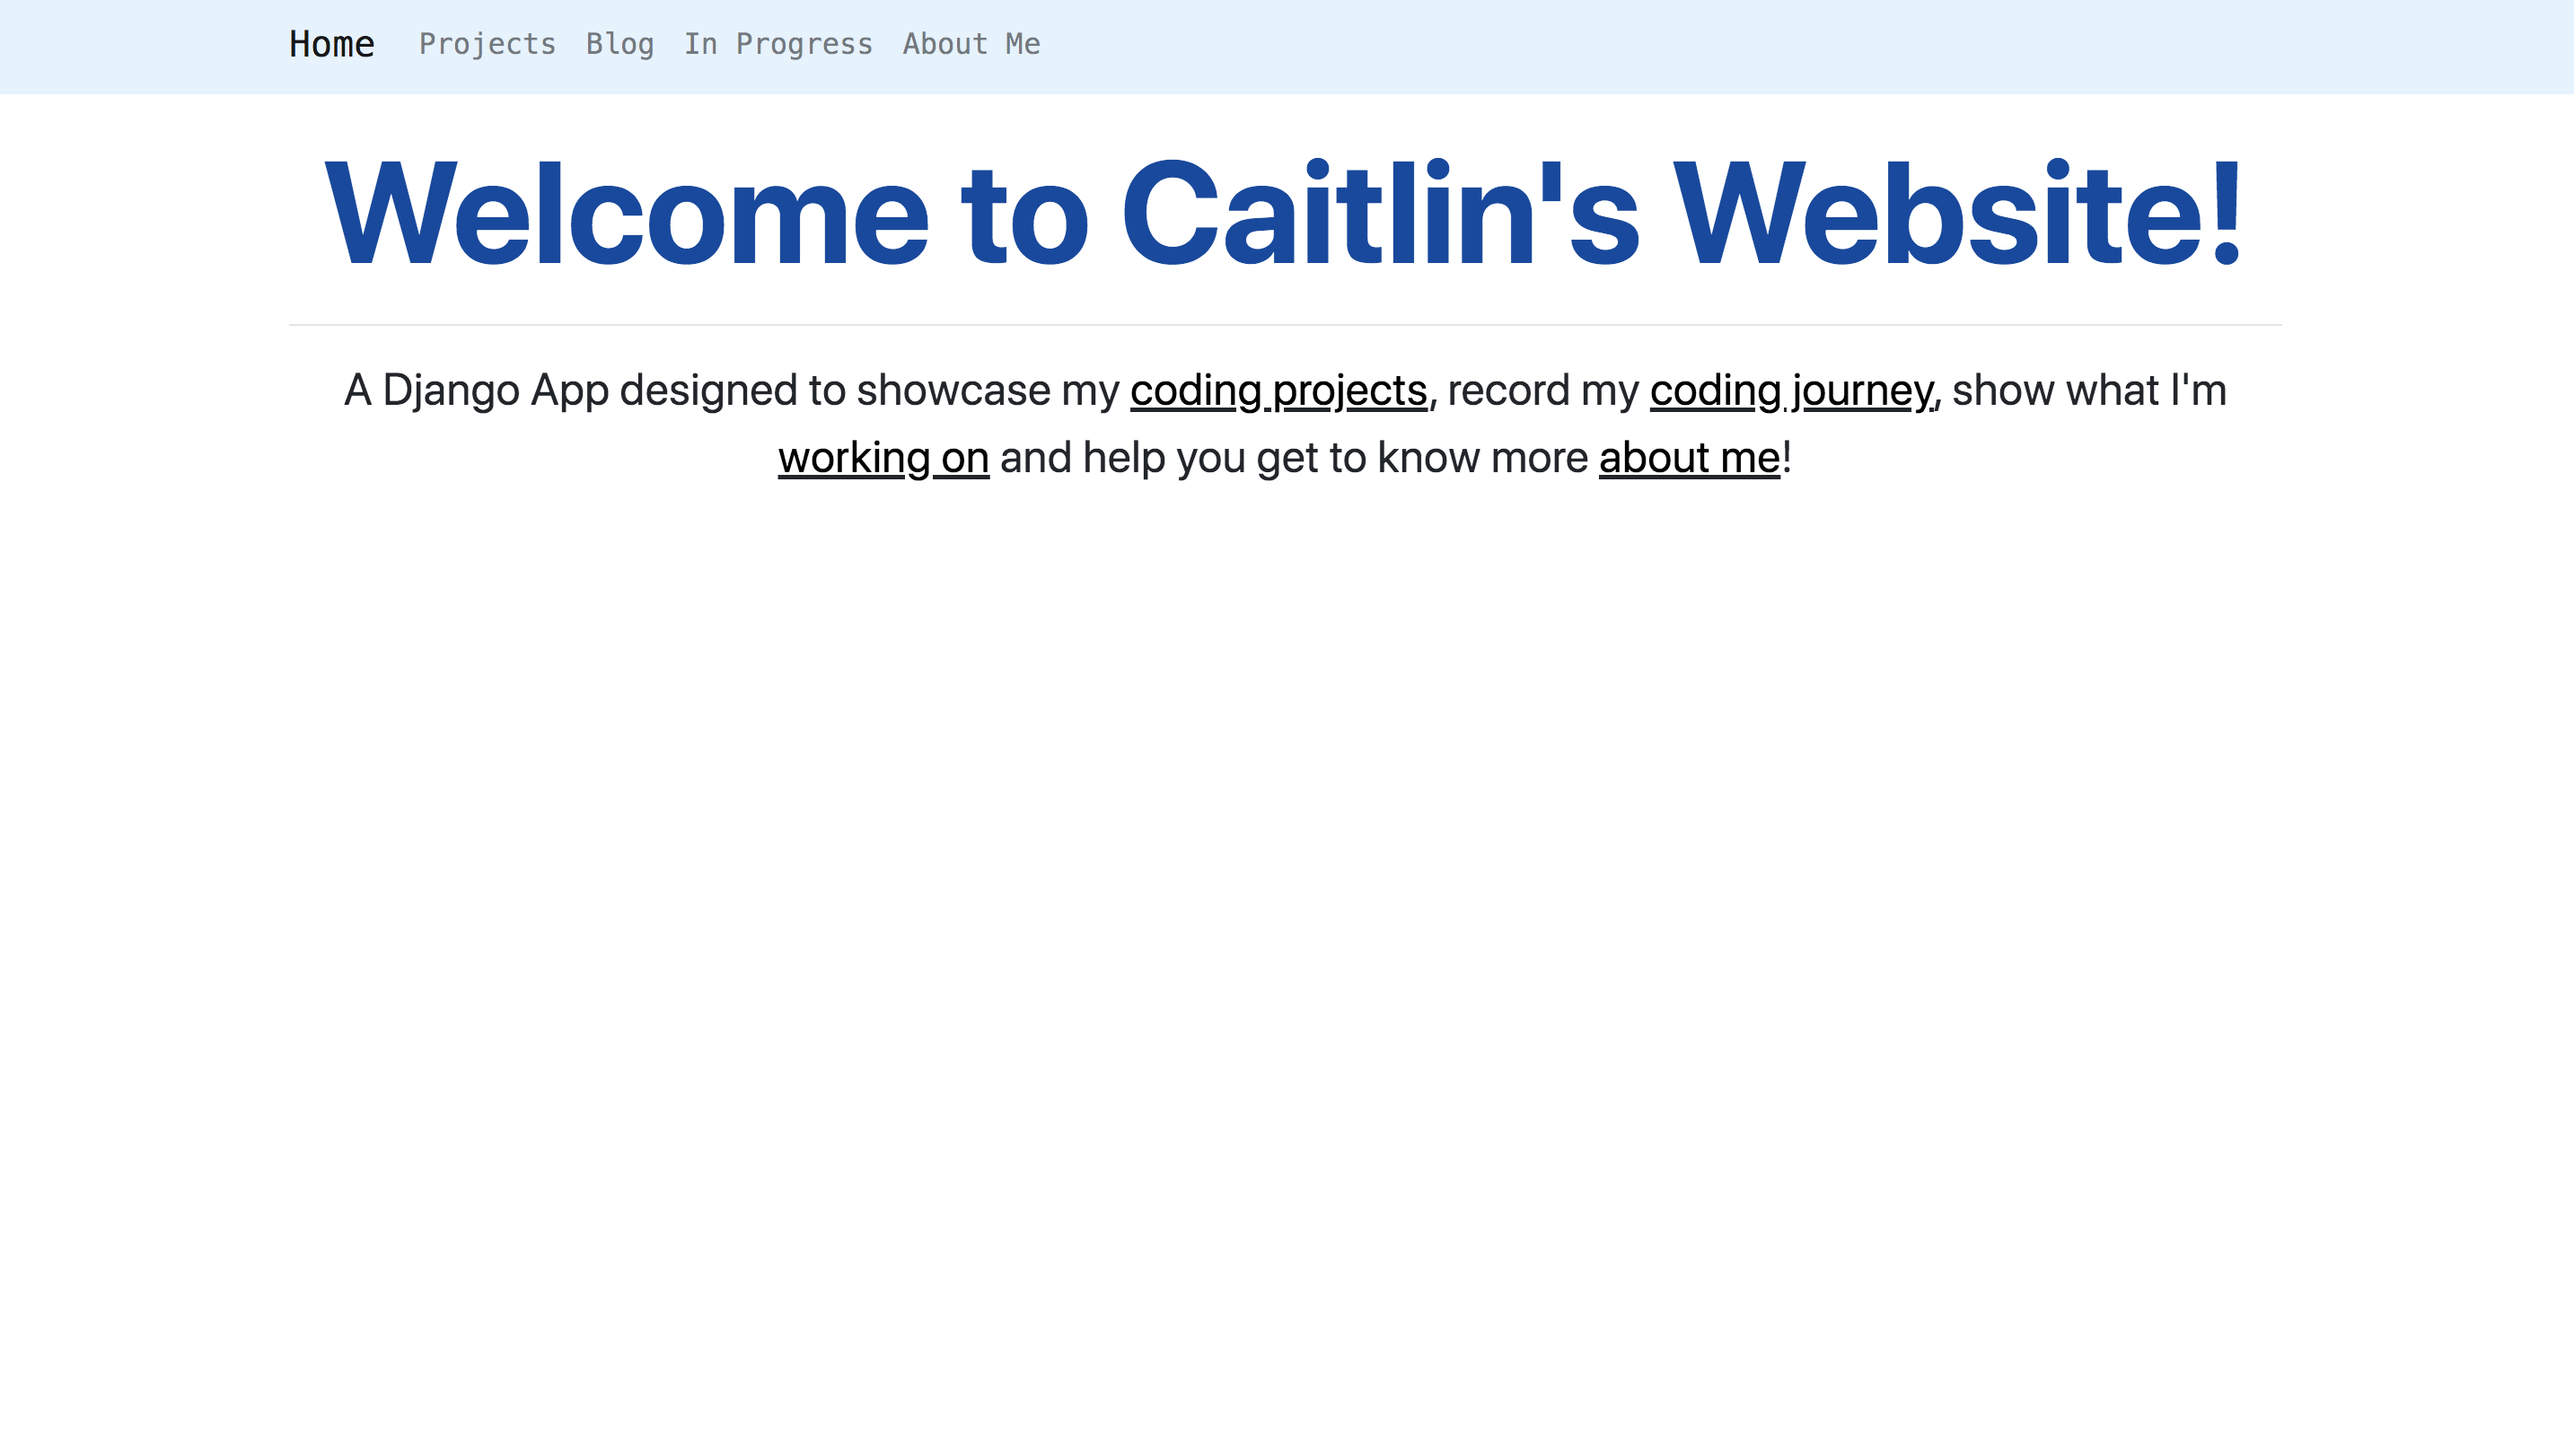 Home Projects Blog In Progress About Me
Welcome to Caitlin's Website!
A Django App designed to showcase my coding projects, record my coding journey, show what I'm
working on and help you get to know more about me!